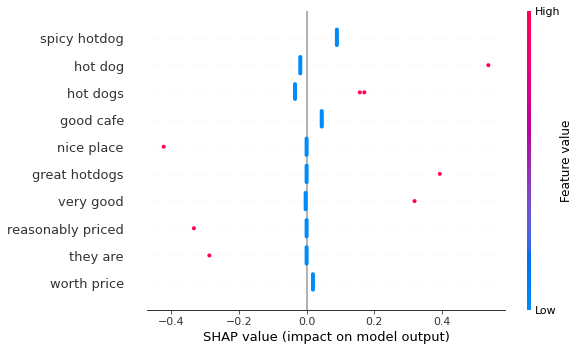 High
spicy hotdog
hot dog
hot dogs
good cafe
nice place
great hotdogs
very good
reasonably priced
they are
worth price
Feature value
Low
−0.4 −0.2 0.0 0.2 0.4
SHAP value (impact on model output)